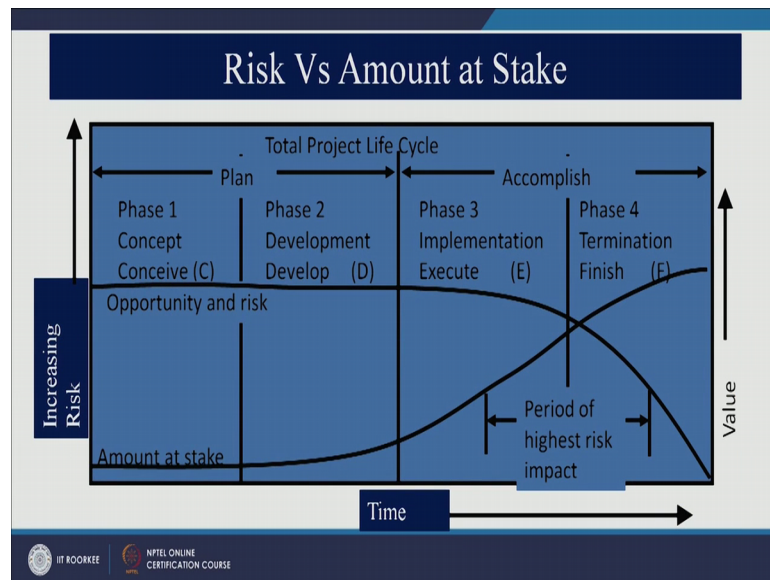 Risk Vs Amount at Stake
Total Project Life Cycle
Plan
Accomplish
Phase 1
Concept
Conceive (C)
Phase 2
Development
Develop (D)
Phase 3
Implementation
Execute (E)
Phase 4
Termination
Finish (F)
Opportunity and risk
Increasing
Risk
Value
Amount at stake
Period of
highest risk
impact
Time
IIT ROORKEE
NPTEL ONLINE
CERTIFICATION COURSE
NPTEL